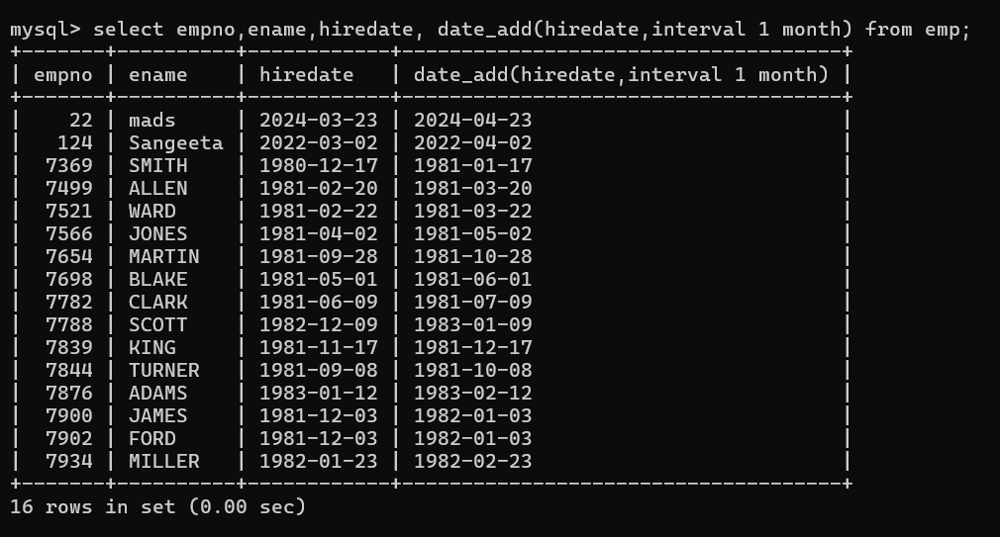 mysql> select empno,ename,hiredate, date_add(hiredate,interval 1 month) from emp;
+-------+----------+------------+-------------------------------------+
| empno | ename    | hiredate   | date_add(hiredate,interval 1 month) |
+-------+----------+------------+-------------------------------------+
|    22 | mads     | 2024-03-23 | 2024-04-23                          |
|   124 | Sangeeta | 2022-03-02 | 2022-04-02                          |
|  7369 | SMITH    | 1980-12-17 | 1981-01-17                          |
|  7499 | ALLEN    | 1981-02-20 | 1981-03-20                          |
|  7521 | WARD     | 1981-02-22 | 1981-03-22                          |
|  7566 | JONES    | 1981-04-02 | 1981-05-02                          |
|  7654 | MARTIN   | 1981-09-28 | 1981-10-28                          |
|  7698 | BLAKE    | 1981-05-01 | 1981-06-01                          |
|  7782 | CLARK    | 1981-06-09 | 1981-07-09                          |
|  7788 | SCOTT    | 1982-12-09 | 1983-01-09                          |
|  7839 | KING     | 1981-11-17 | 1981-12-17                          |
|  7844 | TURNER   | 1981-09-08 | 1981-10-08                          |
|  7876 | ADAMS    | 1983-01-12 | 1983-02-12                          |
|  7900 | JAMES    | 1981-12-03 | 1982-01-03                          |
|  7902 | FORD     | 1981-12-03 | 1982-01-03                          |
|  7934 | MILLER   | 1982-01-23 | 1982-02-23                          |
+-------+----------+------------+-------------------------------------+
16 rows in set (0.00 sec)